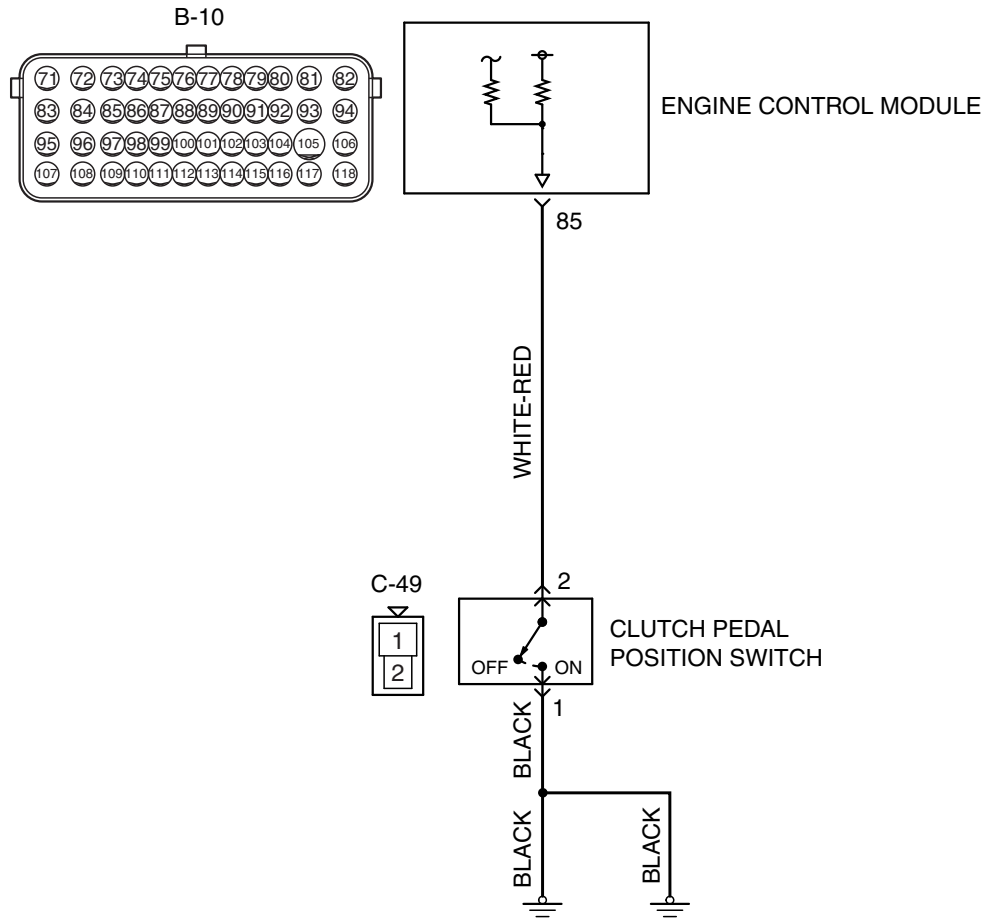 B-10
71 72 73 74 75 76 77 78 79 80 81 82
83 84 85 86 87 88 89 90 91 92 93 94
95 96 97 98 99 100 101 102 103 104 105 106
107 108 109 110 111 112 113 114 115 116 117 118
ENGINE CONTROL MODULE
85
WHITE-RED
C-49
1
2
2
CLUTCH PEDAL
POSITION SWITCH
OFF
ON
1
BLACK
BLACK
BLACK